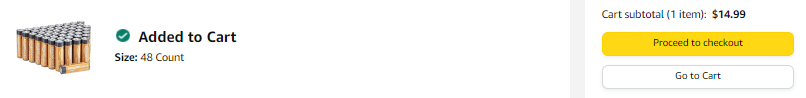 Added to Cart
Size: 48 Count
Cart subtotal (1 item): $14.99
Proceed to checkout
Go to Cart